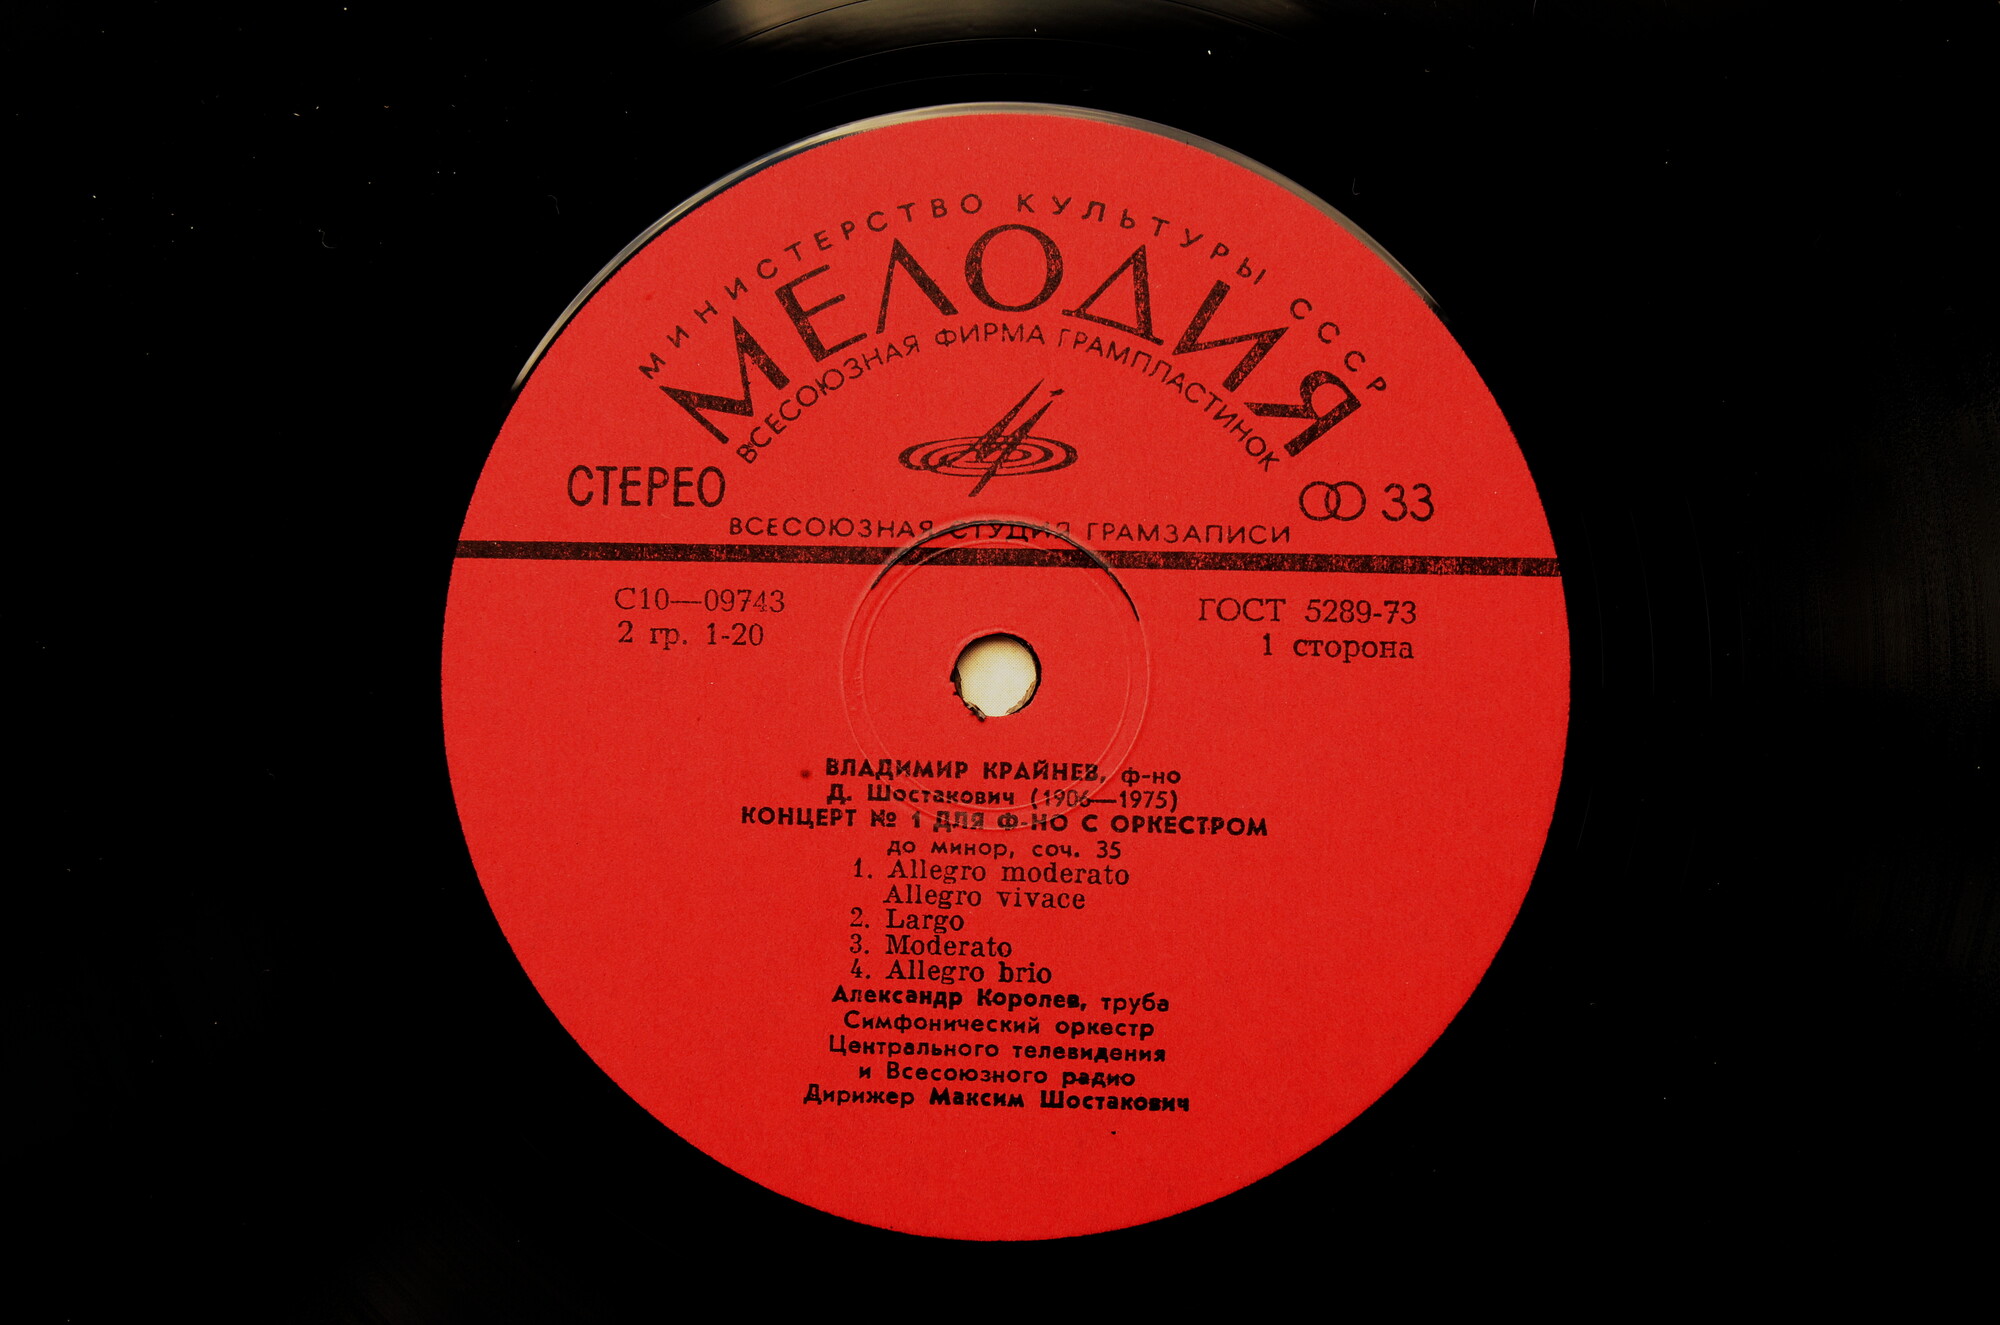 МИНИСТЕРСТВО КУЛЬТУРЫ СССР
МЕЛОДИЯ
ВСЕСОЮЗНАЯ ФИРМА ГРАМПЛАСТИНОК
СТЕРЕО
33
ВСЕСОЮЗНАЯ СТУДИЯ ГРАМЗАПИСИ
С10—09743
2 гр. 1-20
ГОСТ 5289-73
1 сторона
ВЛАДИМИР КРАЙНЕВ, ф-но
Д. Шостакович (1906—1975)
КОНЦЕРТ № 1 ДЛЯ Ф-НО С ОРКЕСТРОМ
до минор, соч. 35
1. Allegro moderato
Allegro vivace
2. Largo
3. Moderato
4. Allegro brio
Александр Королев, труба
Симфонический оркестр
Центрального телевидения
и Всесоюзного радио
Дирижер Максим Шостакович